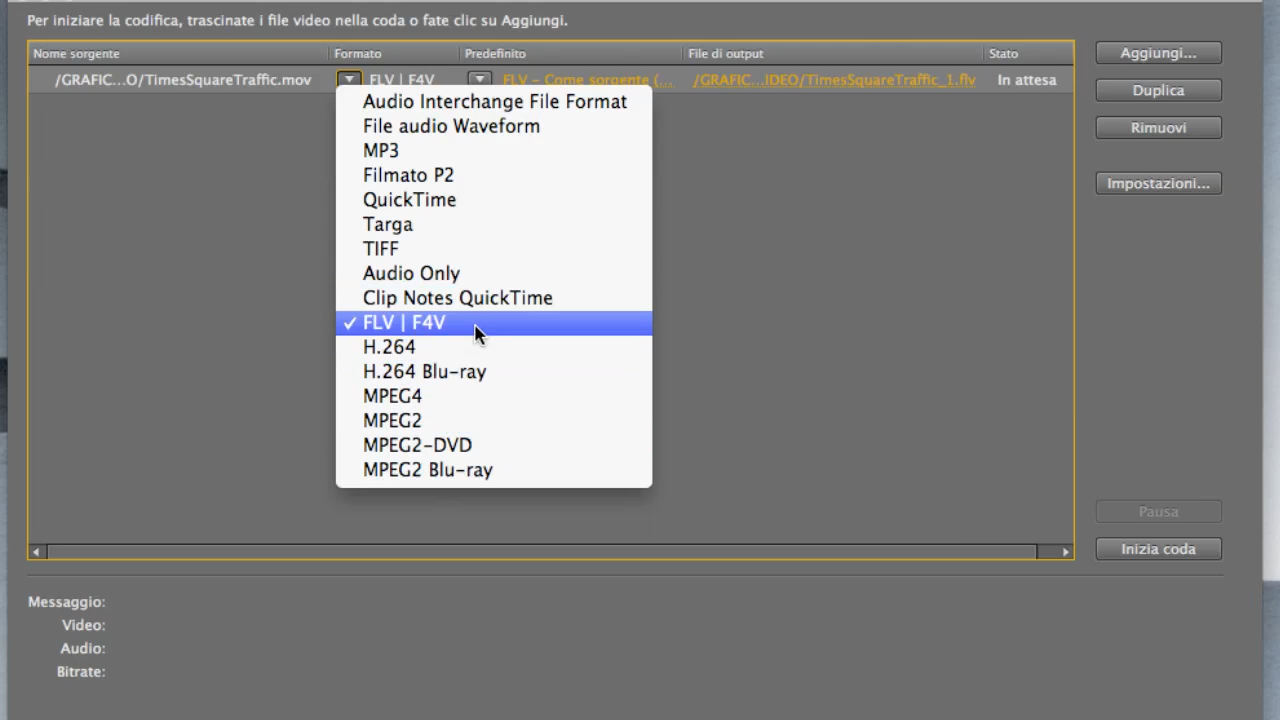 Per iniziare la codifica, trascinate i file video nella coda o fate clic su Aggiungi.
Nome sorgente Formato Predefinito File di output Stato
/GRAFIC...O/TimesSquareTraffic.mov FLV | F4V FLV – Come sorgente (... /GRAFIC...IDEO/TimesSquareTraffic_1.flv In attesa
Audio Interchange File Format
File audio Waveform
MP3
Filmato P2
QuickTime
Targa
TIFF
Audio Only
Clip Notes QuickTime
✓ FLV | F4V
H.264
H.264 Blu-ray
MPEG4
MPEG2
MPEG2-DVD
MPEG2 Blu-ray
Aggiungi...
Duplica
Rimuovi
Impostazioni...
Pausa
Inizia coda
Messaggio:
Video:
Audio:
Bitrate: